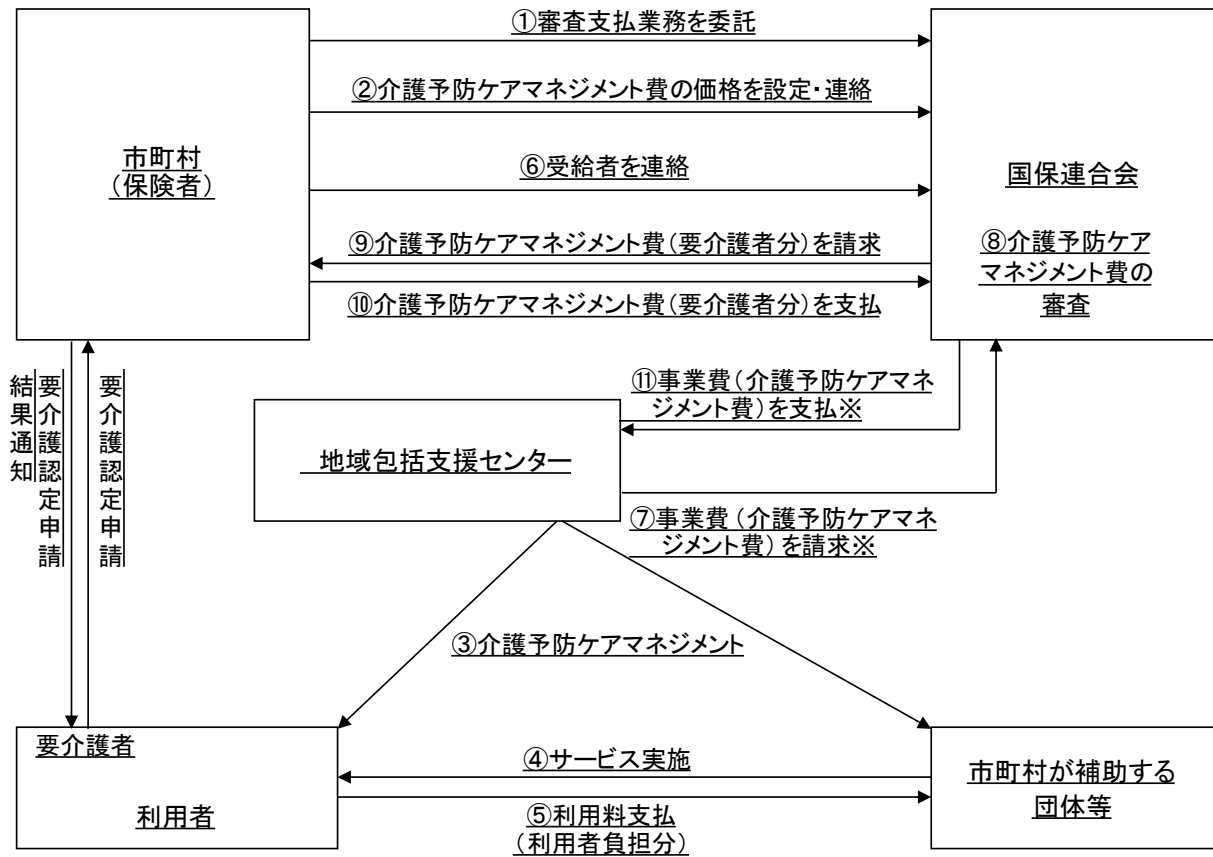 ①審査支払業務を委託
②介護予防ケアマネジメント費の価格を設定・連絡
市町村
（保険者）
⑥受給者を連絡
国保連合会
⑨介護予防ケアマネジメント費（要介護者分）を請求
⑧介護予防ケア
マネジメント費の
審査
⑩介護予防ケアマネジメント費（要介護者分）を支払
要介護認定申請
結果通知
要介護認定申請
⑪事業費（介護予防ケアマネ
ジメント費）を支払※
地域包括支援センター
⑦事業費（介護予防ケアマネ
ジメント費）を請求※
③介護予防ケアマネジメント
要介護者
利用者
④サービス実施
⑤利用料支払
（利用者負担分）
市町村が補助する
団体等